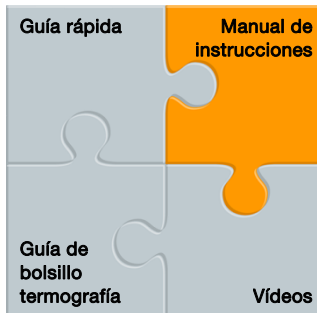 Guía rápida
Manual de
instrucciones
Guía de
bolsillo
termografía
Vídeos